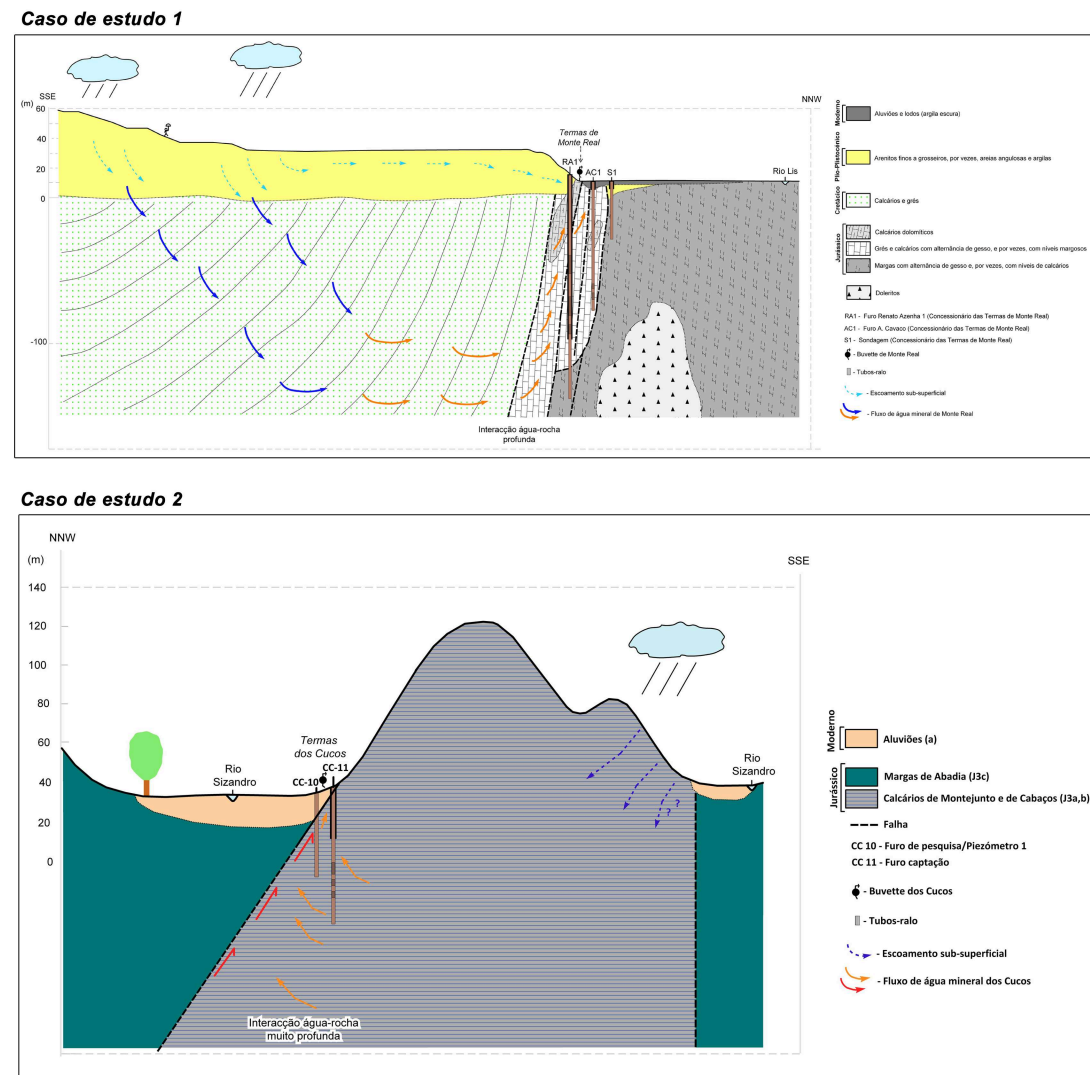 Caso de estudo 1
SSE
NNW
(m)
60
40
20
0
-100
Termas de
Monte Real
RA1
AC1
S1
Rio Lis
Interacção água-rocha
profunda
Moderno
Aluviões e lodos (argila escura)
Plio-Plistocénico
Arenitos finos a grosseiros, por vezes, areias angulosas e argilas
Cretácico
Calcários e grés
Jurássico
Calcários dolomíticos
Grés e calcários com alternância de gesso, e por vezes, com níveis margosos
Margas com alternância de gesso e, por vezes, com níveis de calcários
Doleritos
RA1 - Furo Renato Azenha 1 (Concessionário das Termas de Monte Real)
AC1 - Furo A. Cavaco (Concessionário das Termas de Monte Real)
S1 - Sondagem (Concessionário das Termas de Monte Real)
- Buvette de Monte Real
- Tubos-ralo
- Escoamento sub-superficial
- Fluxo de água mineral de Monte Real
Caso de estudo 2
NNW
SSE
(m)
140
120
100
80
60
40
20
0
Termas
dos Cucos
CC-11
CC-10
Rio
Sizandro
Rio
Sizandro
? ?
Interacção água-rocha
muito profunda
Moderno
Aluviões (a)
Jurássico
Margas de Abadia (J3c)
Calcários de Montejunto e de Cabaços (J3a,b)
Falha
CC 10 - Furo de pesquisa/Piezómetro 1
CC 11 - Furo captação
- Buvette dos Cucos
- Tubos-ralo
- Escoamento sub-superficial
- Fluxo de água mineral dos Cucos